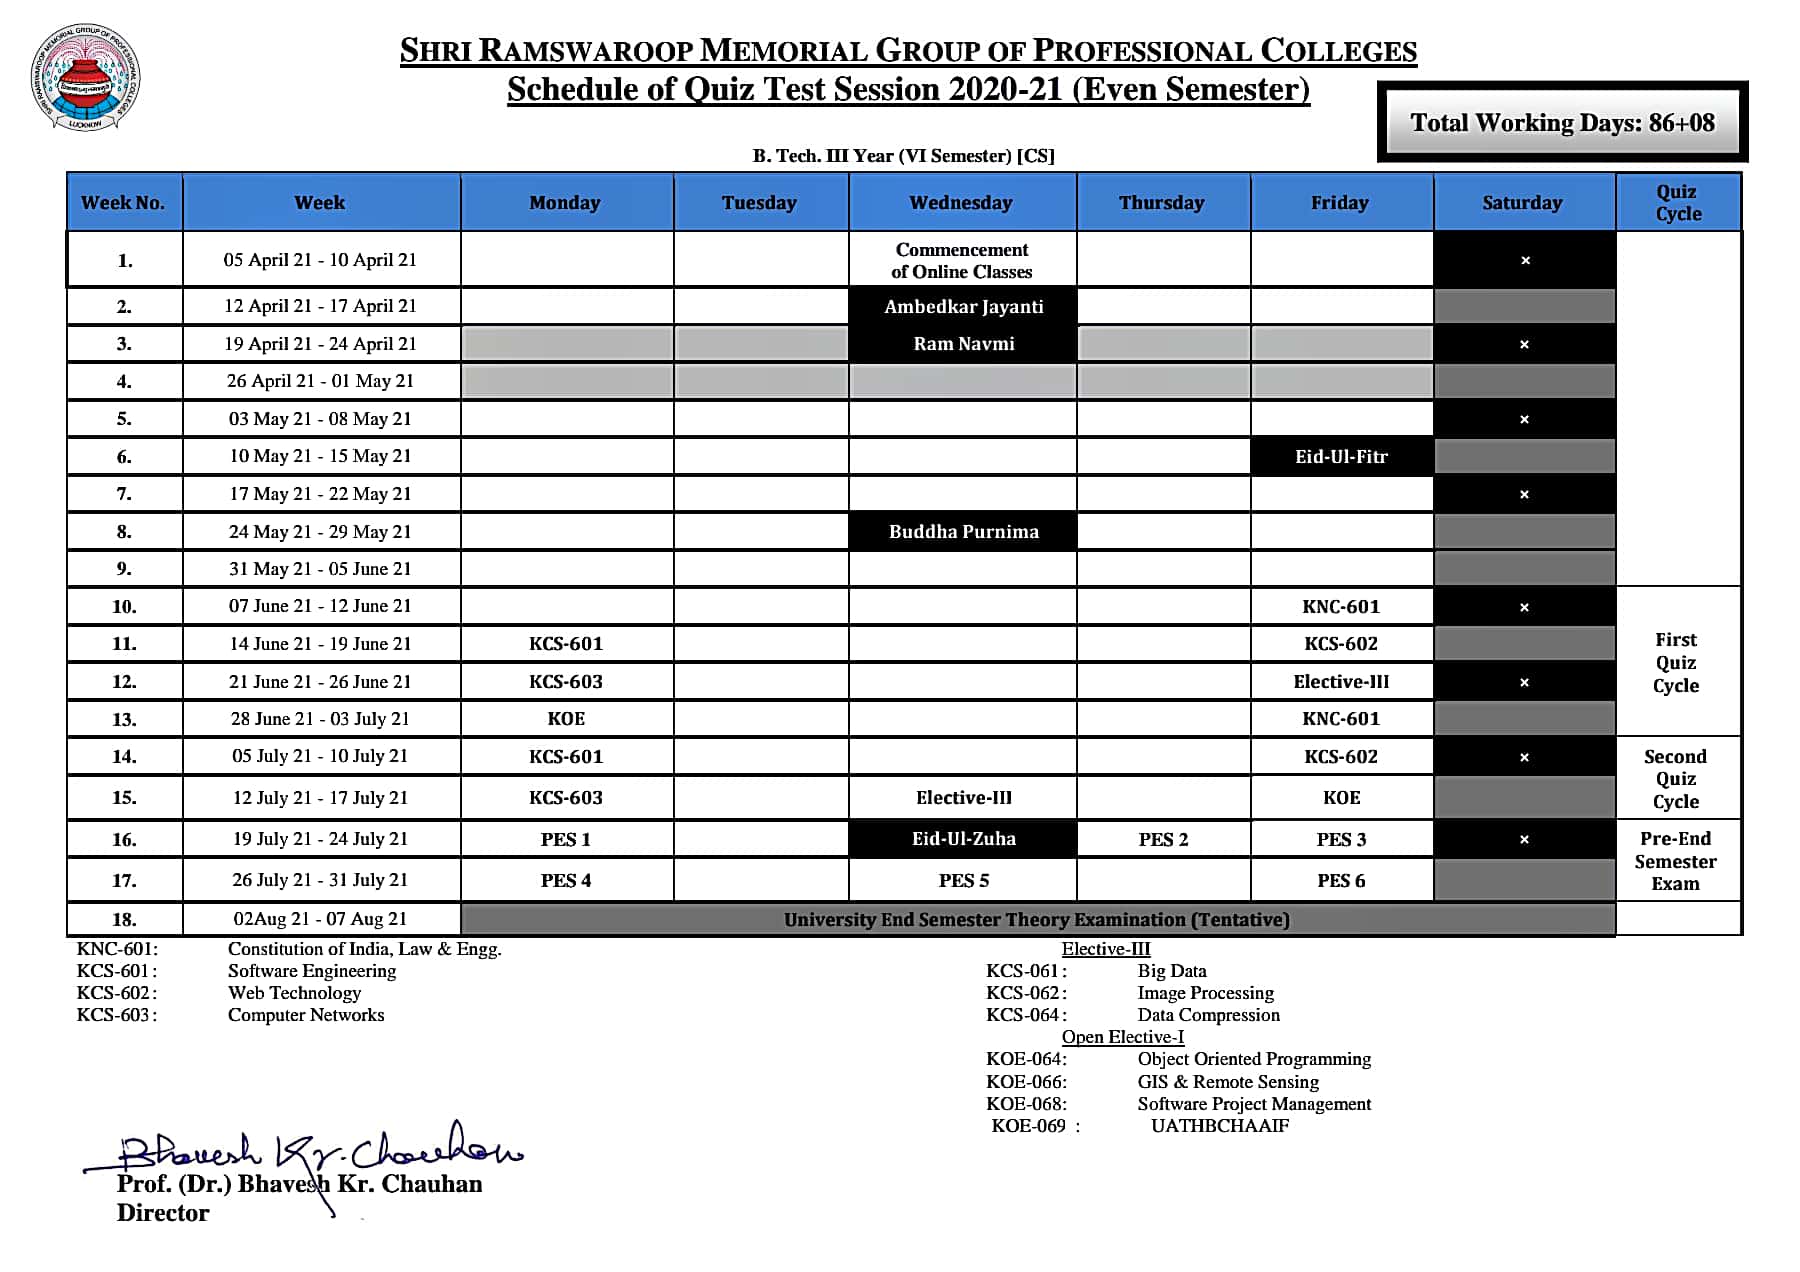 SHRI RAMSWAROOP MEMORIAL GROUP OF PROFESSIONAL COLLEGES
LUCKNOW
SHRI RAMSWAROOP MEMORIAL GROUP OF PROFESSIONAL COLLEGES
Schedule of Quiz Test Session 2020-21 (Even Semester)
Total Working Days: 86+08
B. Tech. III Year (VI Semester) [CS]
Week No. Week Monday Tuesday Wednesday Thursday Friday Saturday Quiz Cycle
1. 05 April 21 - 10 April 21 Commencement of Online Classes ×
2. 12 April 21 - 17 April 21 Ambedkar Jayanti
3. 19 April 21 - 24 April 21 Ram Navmi ×
4. 26 April 21 - 01 May 21
5. 03 May 21 - 08 May 21 ×
6. 10 May 21 - 15 May 21 Eid-Ul-Fitr
7. 17 May 21 - 22 May 21 ×
8. 24 May 21 - 29 May 21 Buddha Purnima
9. 31 May 21 - 05 June 21
10. 07 June 21 - 12 June 21 KNC-601 × First Quiz Cycle
11. 14 June 21 - 19 June 21 KCS-601 KCS-602
12. 21 June 21 - 26 June 21 KCS-603 Elective-III ×
13. 28 June 21 - 03 July 21 KOE KNC-601
14. 05 July 21 - 10 July 21 KCS-601 KCS-602 × Second Quiz Cycle
15. 12 July 21 - 17 July 21 KCS-603 Elective-III KOE
16. 19 July 21 - 24 July 21 PES 1 Eid-Ul-Zuha PES 2 PES 3 × Pre-End Semester Exam
17. 26 July 21 - 31 July 21 PES 4 PES 5 PES 6
18. 02Aug 21 - 07 Aug 21 University End Semester Theory Examination (Tentative)
KNC-601: Constitution of India, Law & Engg.
KCS-601: Software Engineering
KCS-602: Web Technology
KCS-603: Computer Networks
Elective-III
KCS-061: Big Data
KCS-062: Image Processing
KCS-064: Data Compression
Open Elective-I
KOE-064: Object Oriented Programming
KOE-066: GIS & Remote Sensing
KOE-068: Software Project Management
KOE-069 : UATHBCHAAIF
Bhavesh Kr. Chauhan
Prof. (Dr.) Bhavesh Kr. Chauhan
Director